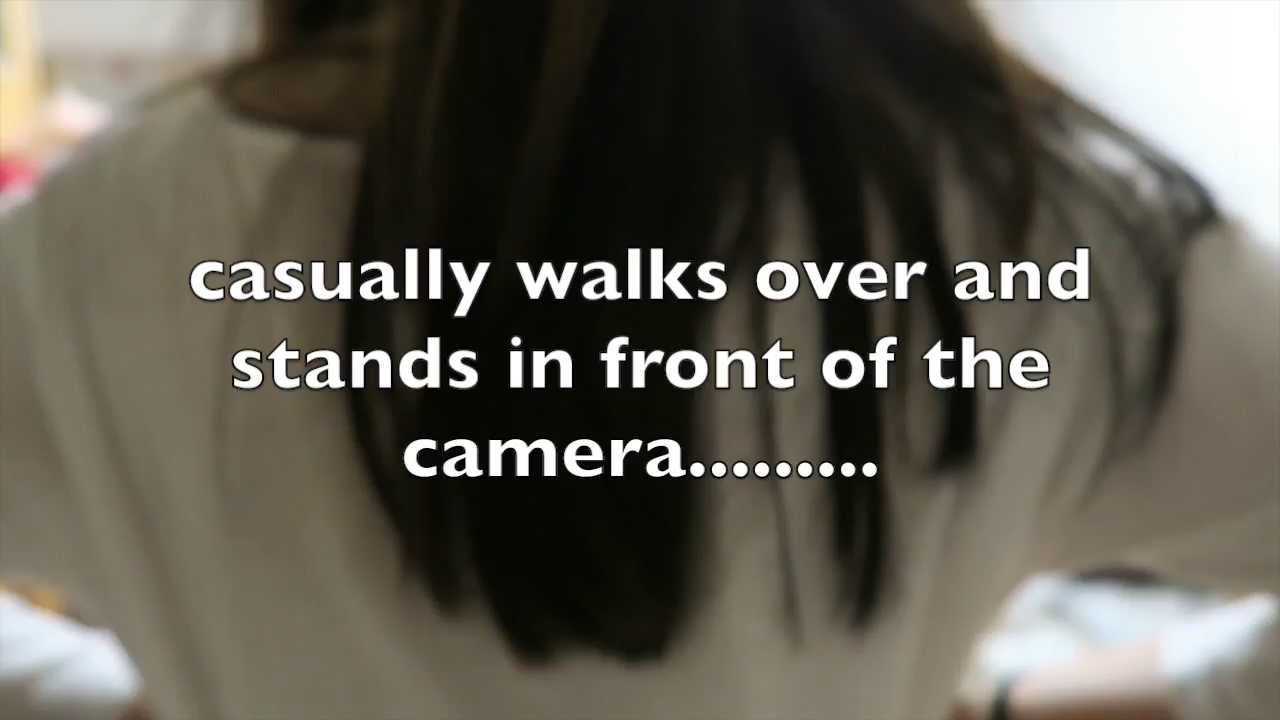 casually walks over and
stands in front of the
camera.........